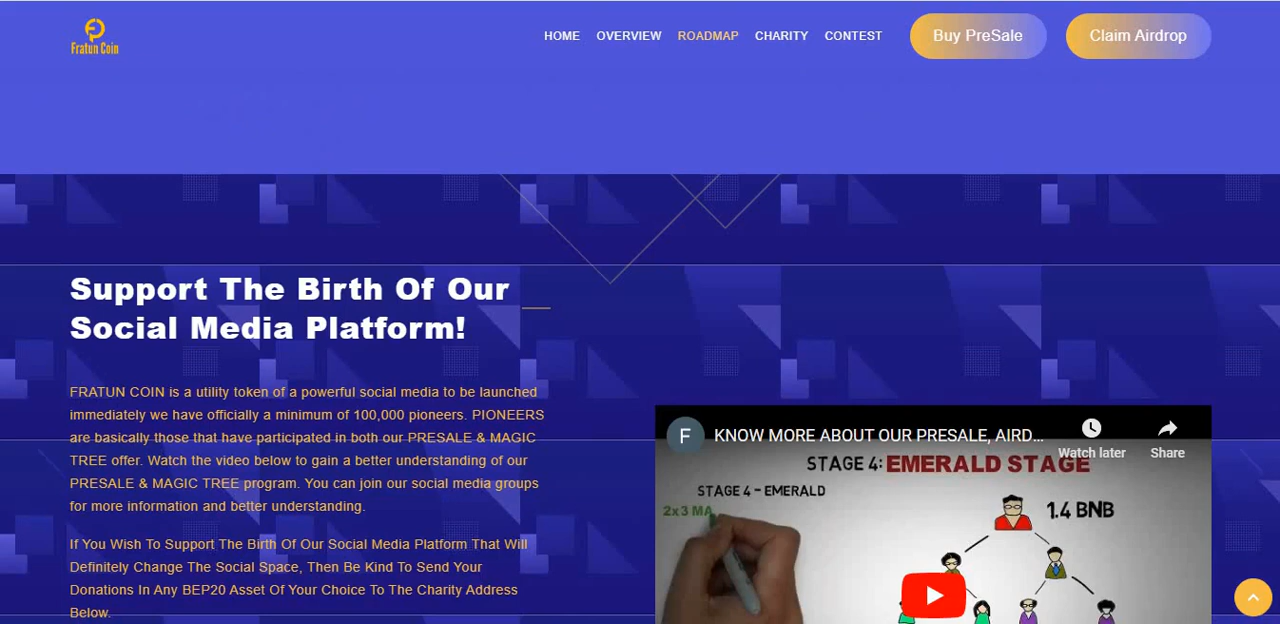 Fratun Coin
HOME
OVERVIEW
ROADMAP
CHARITY
CONTEST
Buy PreSale
Claim Airdrop
Support The Birth Of Our
Social Media Platform!
FRATUN COIN is a utility token of a powerful social media to be launched
immediately we have officially a minimum of 100,000 pioneers. PIONEERS
are basically those that have participated in both our PRESALE & MAGIC
TREE offer. Watch the video below to gain a better understanding of our
PRESALE & MAGIC TREE program. You can join our social media groups
for more information and better understanding.
If You Wish To Support The Birth Of Our Social Media Platform That Will
Definitely Change The Social Space, Then Be Kind To Send Your
Donations In Any BEP20 Asset Of Your Choice To The Charity Address
Below.
F
KNOW MORE ABOUT OUR PRESALE, AIRD...
Watch later
Share
STAGE 4: EMERALD STAGE
STAGE 4 - EMERALD
2x3 MA
1.4 BNB